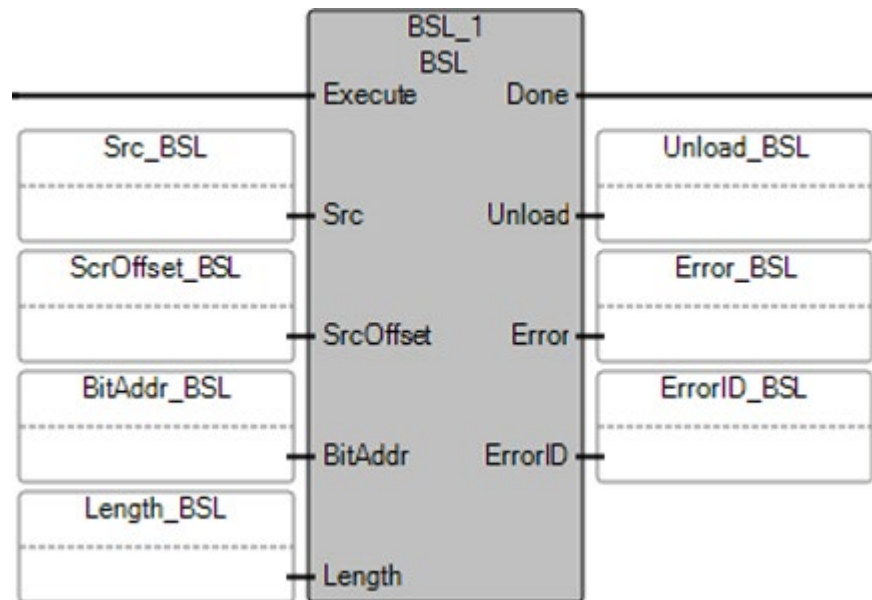 BSL_1
BSL
Execute Done
Src_BSL Unload_BSL
Src Unload
ScrOffset_BSL Error_BSL
SrcOffset Error
BitAddr_BSL ErrorID_BSL
BitAddr ErrorID
Length_BSL
Length